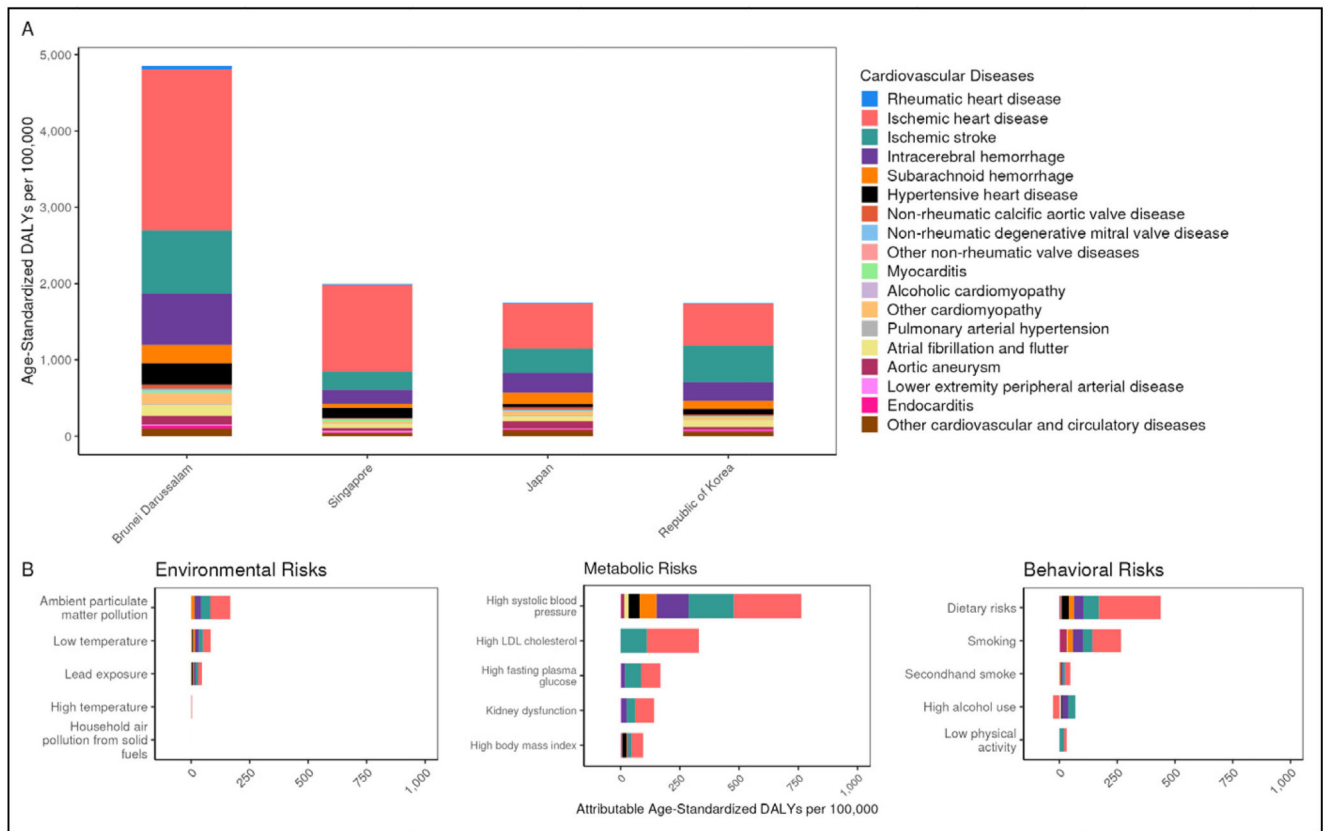 A
Age-Standardized DALYs per 100,000
5,000
4,000
3,000
2,000
1,000
0
Brunei Darussalam
Singapore
Japan
Republic of Korea
Cardiovascular Diseases
Rheumatic heart disease
Ischemic heart disease
Ischemic stroke
Intracerebral hemorrhage
Subarachnoid hemorrhage
Hypertensive heart disease
Non-rheumatic calcific aortic valve disease
Non-rheumatic degenerative mitral valve disease
Other non-rheumatic valve diseases
Myocarditis
Alcoholic cardiomyopathy
Other cardiomyopathy
Pulmonary arterial hypertension
Atrial fibrillation and flutter
Aortic aneurysm
Lower extremity peripheral arterial disease
Endocarditis
Other cardiovascular and circulatory diseases
B
Environmental Risks
Ambient particulate
matter pollution
Low temperature
Lead exposure
High temperature
Household air
pollution from solid
fuels
0
250
500
750
1,000
Metabolic Risks
High systolic blood
pressure
High LDL cholesterol
High fasting plasma
glucose
Kidney dysfunction
High body mass index
0
250
500
750
1,000
Attributable Age-Standardized DALYs per 100,000
Behavioral Risks
Dietary risks
Smoking
Secondhand smoke
High alcohol use
Low physical
activity
0
250
500
750
1,000